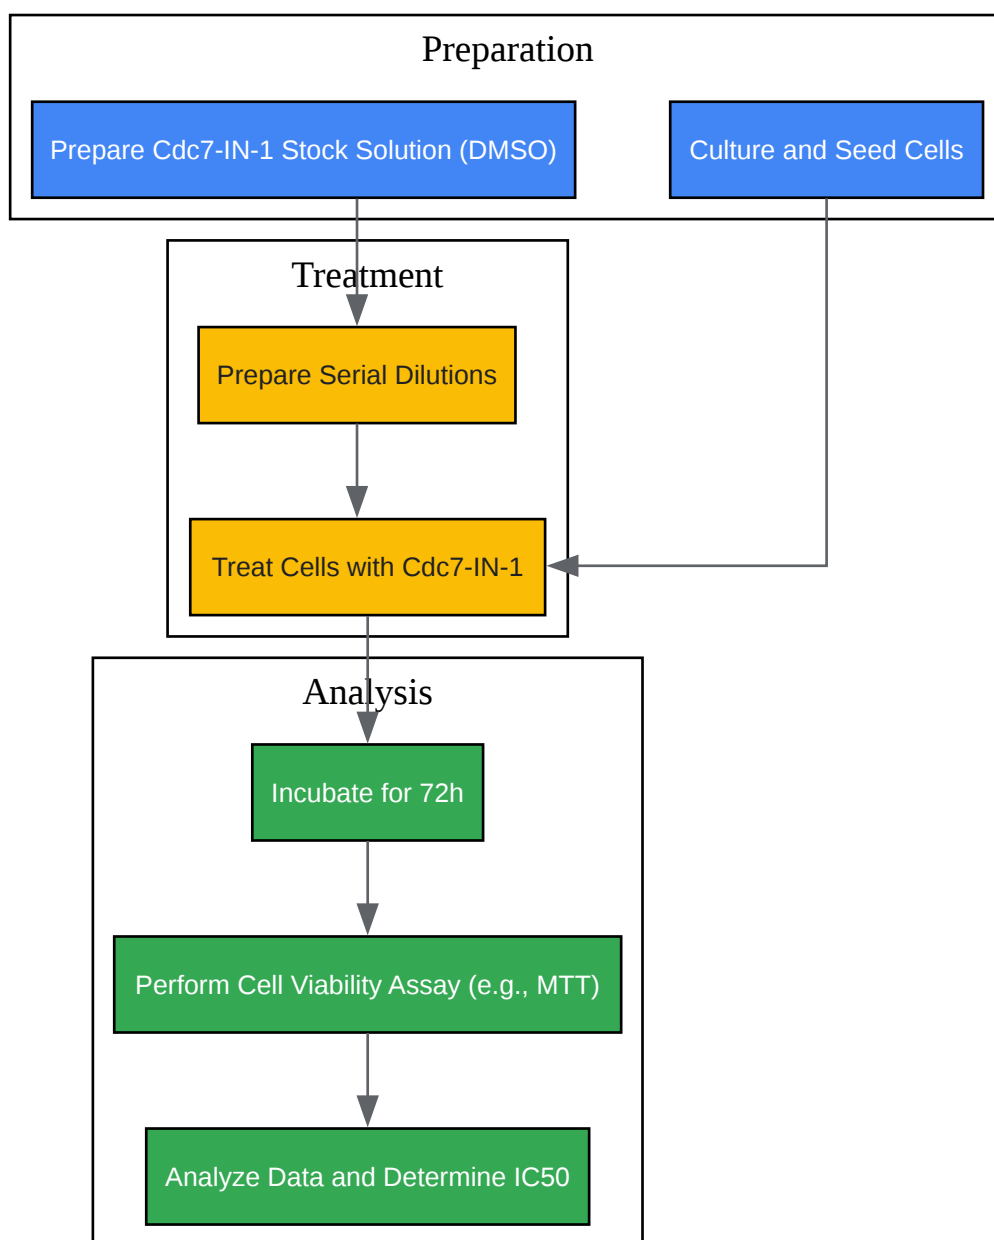 Preparation
Prepare Cdc7-IN-1 Stock Solution (DMSO)
Culture and Seed Cells
Treatment
Prepare Serial Dilutions
Treat Cells with Cdc7-IN-1
Analysis
Incubate for 72h
Perform Cell Viability Assay (e.g., MTT)
Analyze Data and Determine IC50